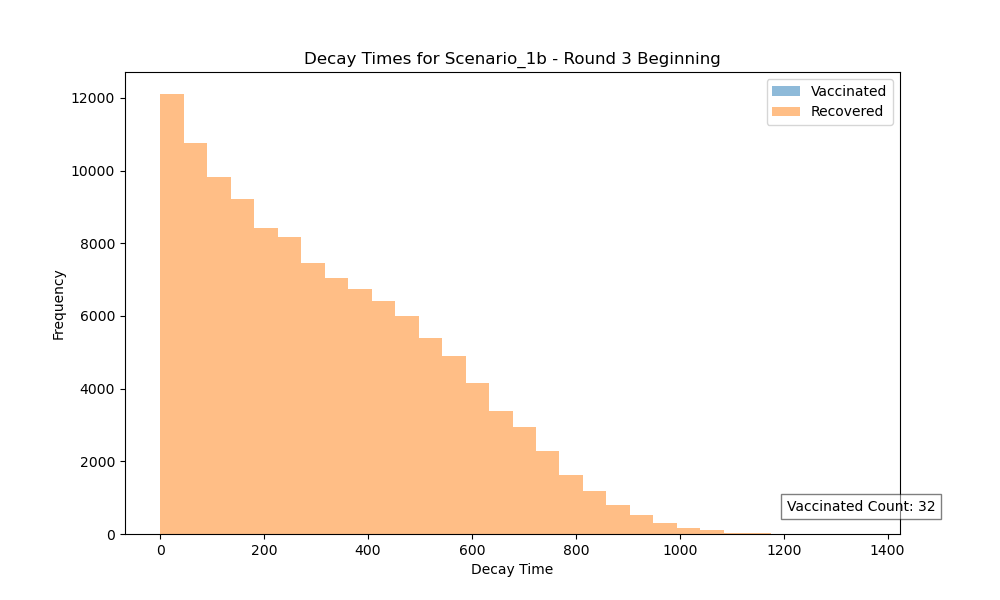 Decay Times for Scenario_1b - Round 3 Beginning
Vaccinated
Recovered
12000
10000
8000
6000
4000
2000
0
Frequency
Vaccinated Count: 32
0 200 400 600 800 1000 1200 1400
Decay Time